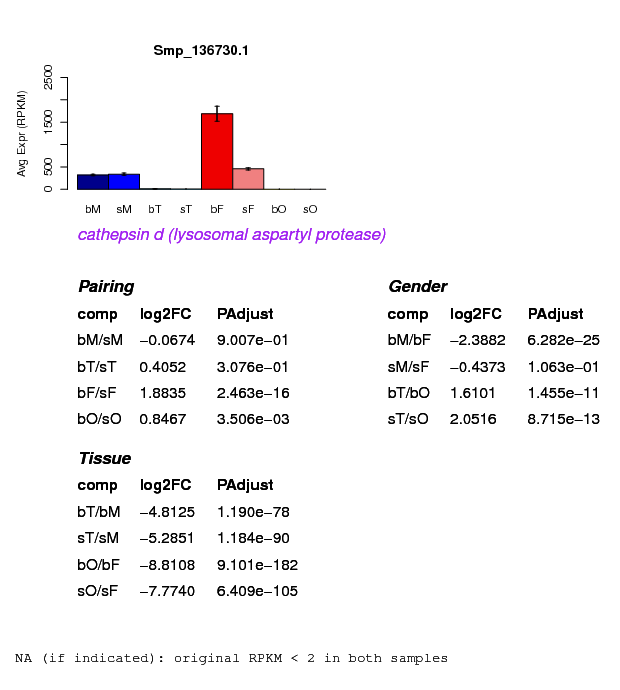 Smp_136730.1
Avg Expr (RPKM)
0 500 1500 2500
bM sM bT sT bF sF bO sO
cathepsin d (lysosomal aspartyl protease)
Pairing
comp log2FC PAdjust
bM/sM −0.0674 9.007e−01
bT/sT 0.4052 3.076e−01
bF/sF 1.8835 2.463e−16
bO/sO 0.8467 3.506e−03
Gender
comp log2FC PAdjust
bM/bF −2.3882 6.282e−25
sM/sF −0.4373 1.063e−01
bT/bO 1.6101 1.455e−11
sT/sO 2.0516 8.715e−13
Tissue
comp log2FC PAdjust
bT/bM −4.8125 1.190e−78
sT/sM −5.2851 1.184e−90
bO/bF −8.8108 9.101e−182
sO/sF −7.7740 6.409e−105
NA (if indicated): original RPKM < 2 in both samples